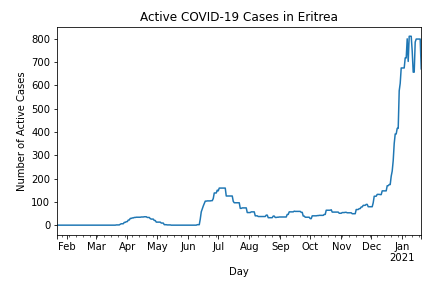 Active COVID-19 Cases in Eritrea
Number of Active Cases
800
700
600
500
400
300
200
100
0
Feb Mar Apr May Jun Jul Aug Sep Oct Nov Dec Jan
2021
Day